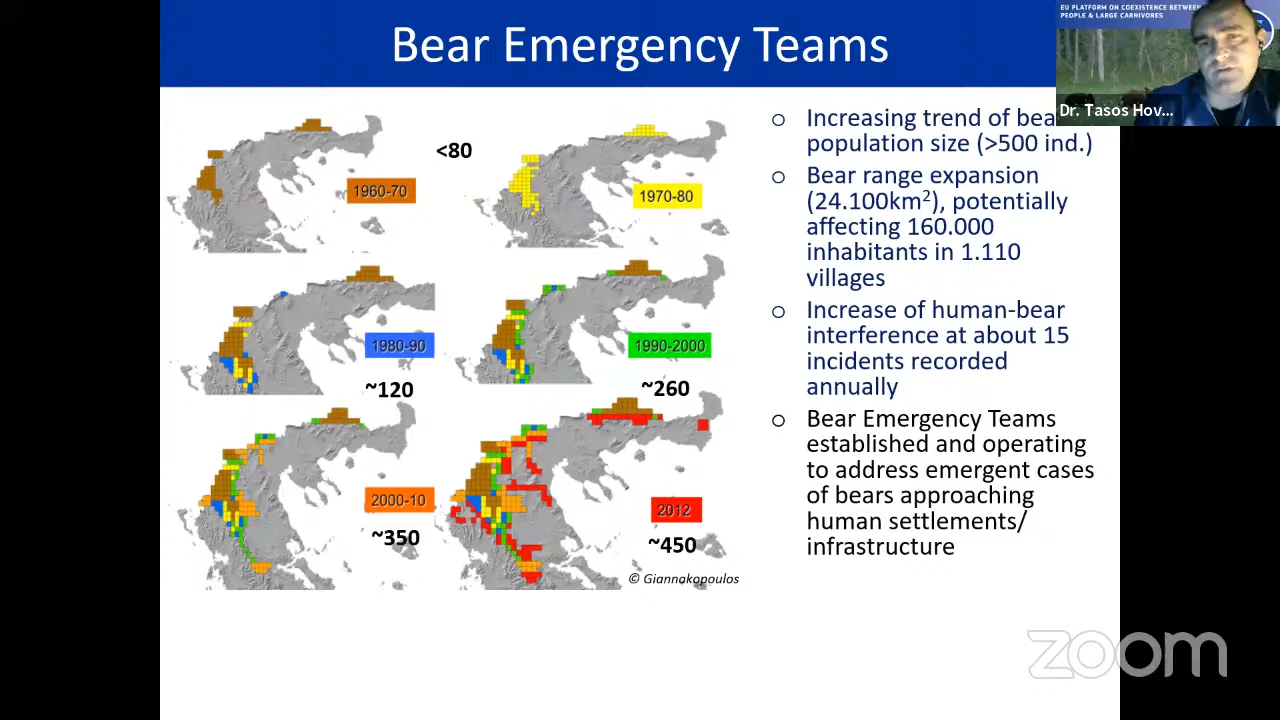 Bear Emergency Teams
EU PLATFORM ON COEXISTENCE BETWEEN
PEOPLE & LARGE CARNIVORES
Dr. Tasos Hov...
<80
1960-70
1970-80
1980-90
~120
1990-2000
~260
2000-10
~350
2012
~450
© Giannakopoulos
o Increasing trend of bear
population size (>500 ind.)
o Bear range expansion
(24.100km²), potentially
affecting 160.000
inhabitants in 1.110
villages
o Increase of human-bear
interference at about 15
incidents recorded
annually
o Bear Emergency Teams
established and operating
to address emergent cases
of bears approaching
human settlements/
infrastructure
zoom